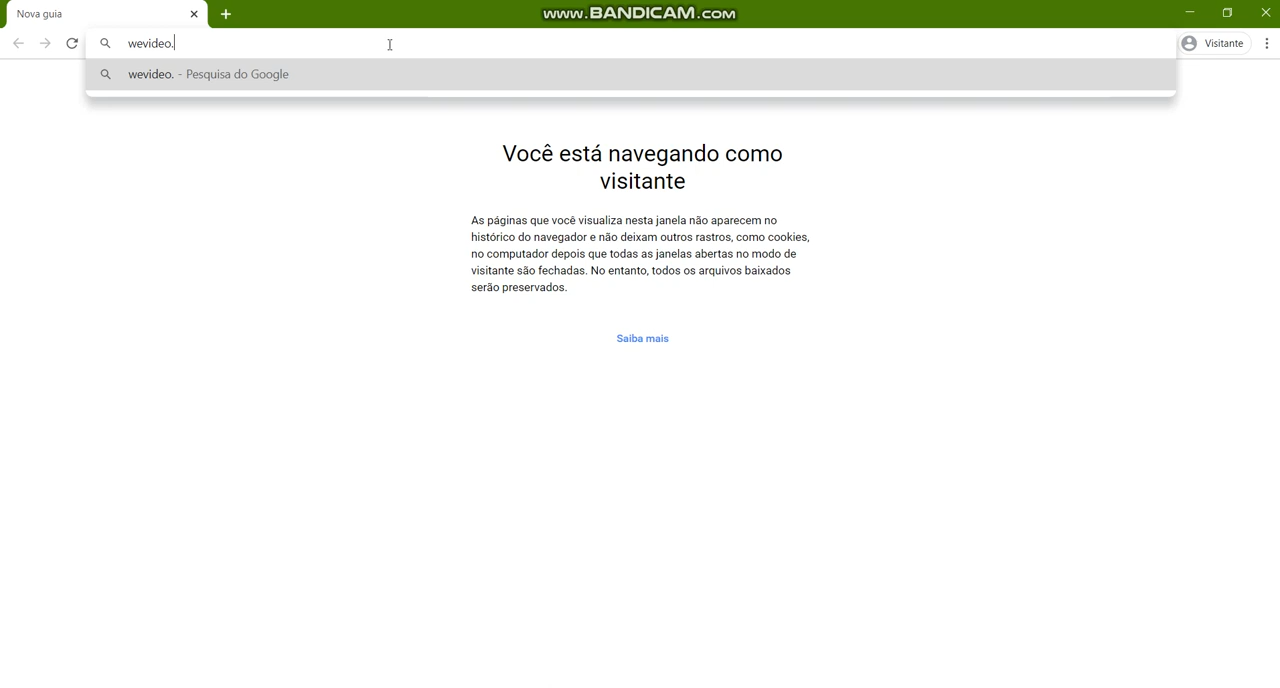 Nova guia
www.BANDICAM.com
wevideo.
Visitante
wevideo. - Pesquisa do Google
Você está navegando como
visitante
As páginas que você visualiza nesta janela não aparecem no
histórico do navegador e não deixam outros rastros, como cookies,
no computador depois que todas as janelas abertas no modo de
visitante são fechadas. No entanto, todos os arquivos baixados
serão preservados.
Saiba mais